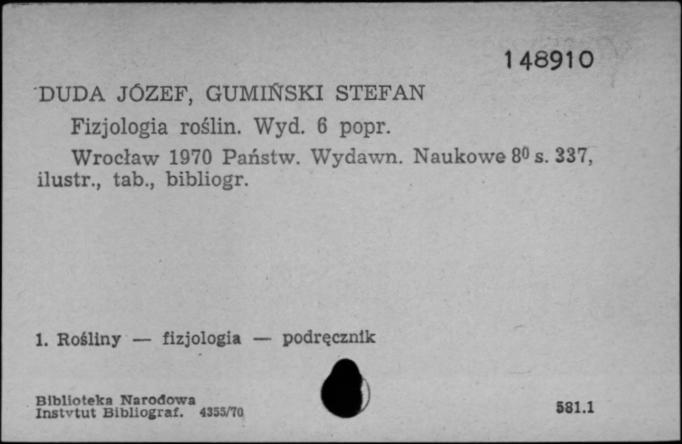 148910
DUDA JÓZEF, GUMIŃSKI STEFAN
Fizjologia roślin. Wyd. 6 popr.
Wrocław 1970 Państw. Wydawn. Naukowe 8⁰ s. 337,
ilustr., tab., bibliogr.
1. Rośliny — fizjologia — podręcznik
Biblioteka Narodowa
Instytut Bibliograf. 4355/70
581.1